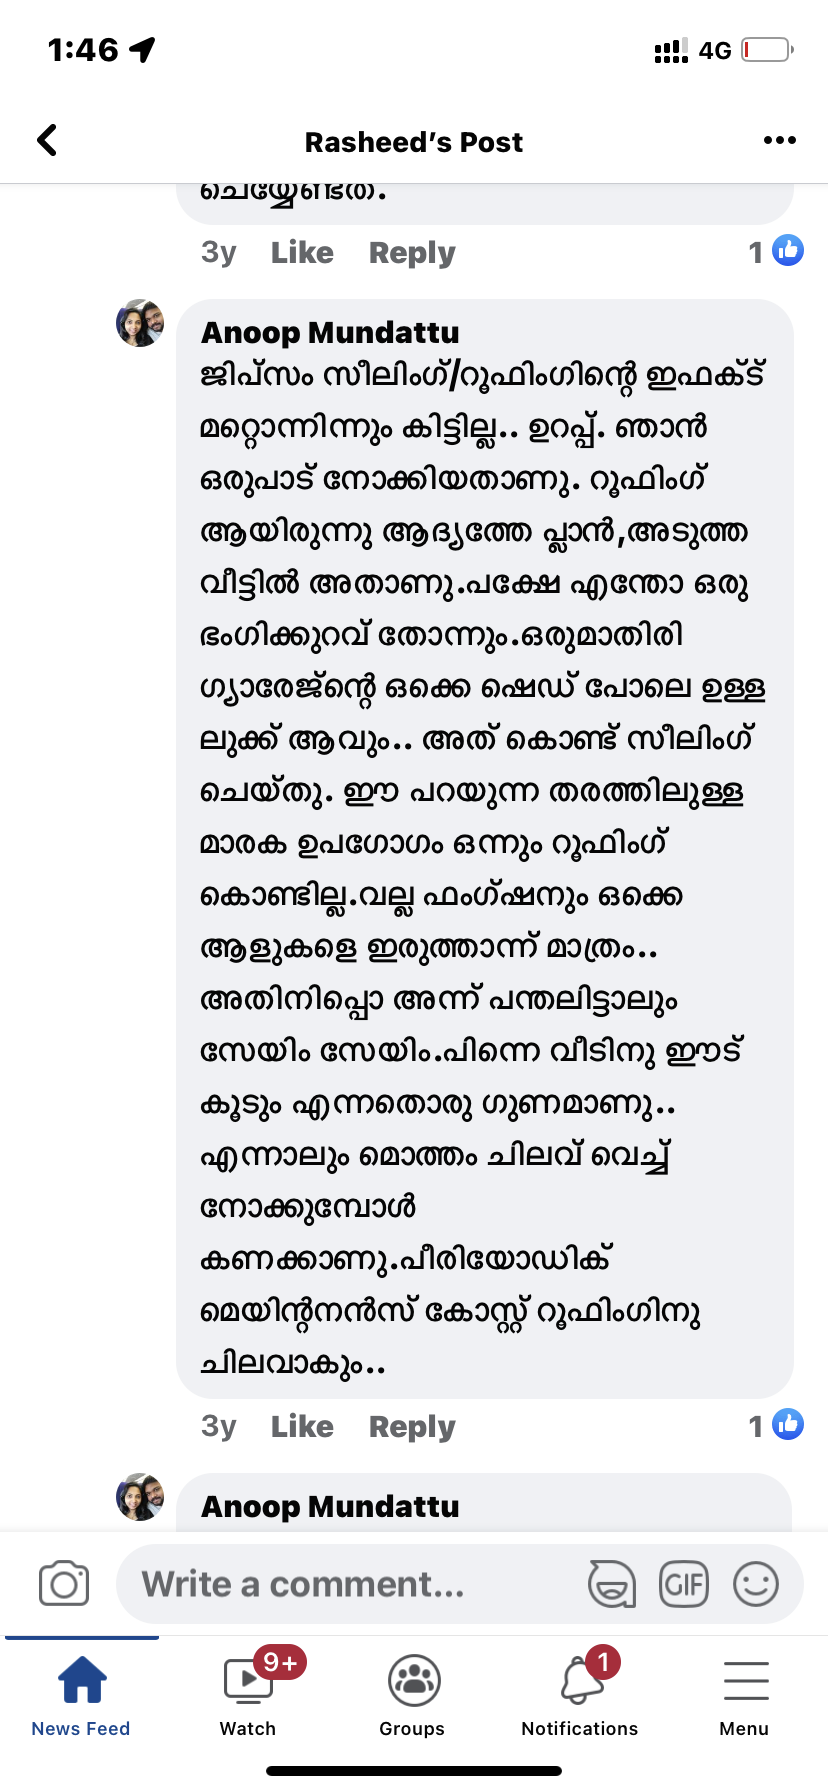 1:46
4G
Rasheed's Post
ചെയ്യേണ്ടത്.
3y Like Reply 1
Anoop Mundattu
ജിപ്സം സീലിംഗ്/റൂഫിംഗിന്റെ ഇഫക്ട്
മറ്റൊന്നിന്നും കിട്ടില്ല.. ഉറപ്പ്. ഞാൻ
ഒരുപാട് നോക്കിയതാണു. റൂഫിംഗ്
ആയിരുന്നു ആദ്യത്തേ പ്ലാൻ,അടുത്ത
വീട്ടിൽ അതാണു.പക്ഷേ എന്തോ ഒരു
ഭംഗിക്കുറവ് തോന്നും.ഒരുമാതിരി
ഗ്യാരേജ്ന്റെ ഒക്കെ ഷെഡ് പോലെ ഉള്ള
ലുക്ക് ആവും.. അത് കൊണ്ട് സീലിംഗ്
ചെയ്തു. ഈ പറയുന്ന തരത്തിലുള്ള
മാരക ഉപഗോഗം ഒന്നും റൂഫിംഗ്
കൊണ്ടില്ല.വല്ല ഫംഗ്ഷനും ഒക്കെ
ആളുകളെ ഇരുത്താന്ന് മാത്രം..
അതിനിപ്പൊ അന്ന് പന്തലിട്ടാലും
സേയിം സേയിം.പിന്നെ വീടിനു ഈട്
കൂടും എന്നതൊരു ഗുണമാണു..
എന്നാലും മൊത്തം ചിലവ് വെച്ച്
നോക്കുമ്പോൾ
കണക്കാണു.പീരിയോഡിക്
മെയിന്റനൻസ് കോസ്റ്റ് റൂഫിംഗിനു
ചിലവാകും..
3y Like Reply 1
Anoop Mundattu
Write a comment...
GIF
9+
1
News Feed Watch Groups Notifications Menu